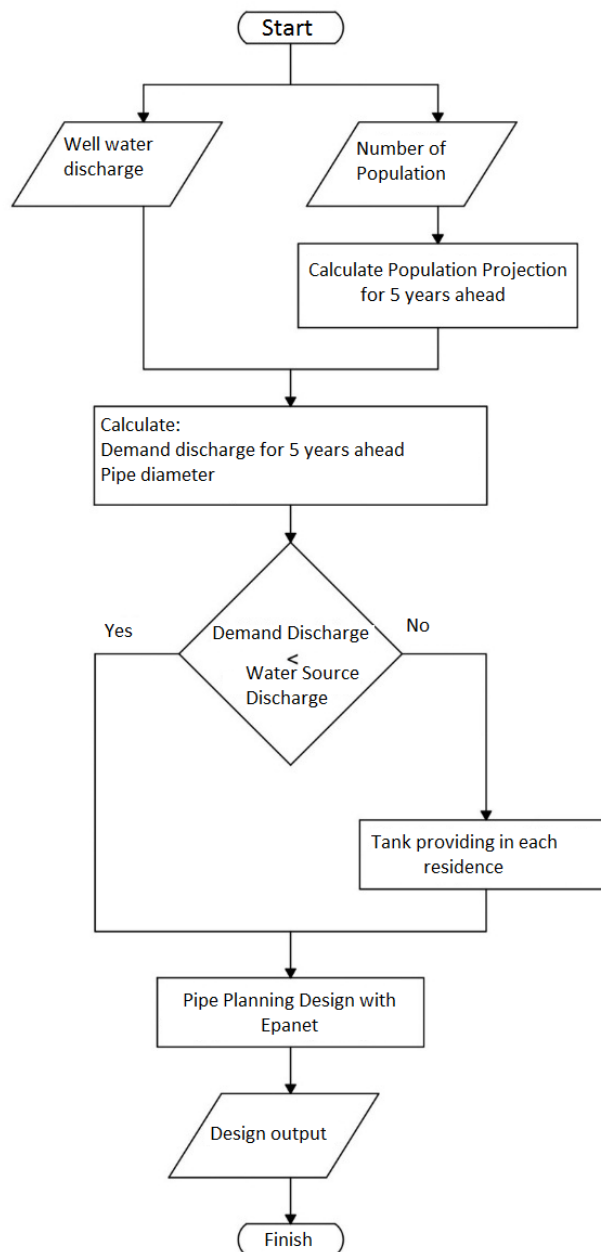 Start
Well water
discharge
Number of
Population
Calculate Population Projection
for 5 years ahead
Calculate:
Demand discharge for 5 years ahead
Pipe diameter
Yes
No
Demand Discharge
<
Water Source
Discharge
Tank providing in each
residence
Pipe Planning Design with
Epanet
Design output
Finish